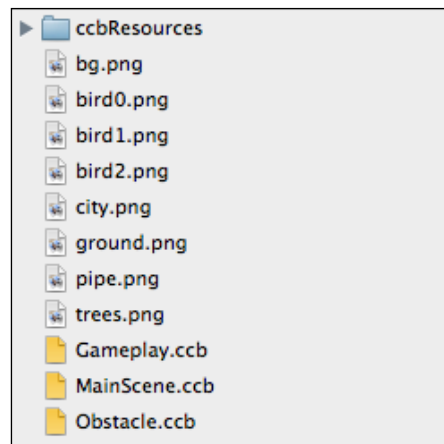 ccbResources
bg.png
bird0.png
bird1.png
bird2.png
city.png
ground.png
pipe.png
trees.png
Gameplay.ccb
MainScene.ccb
Obstacle.ccb